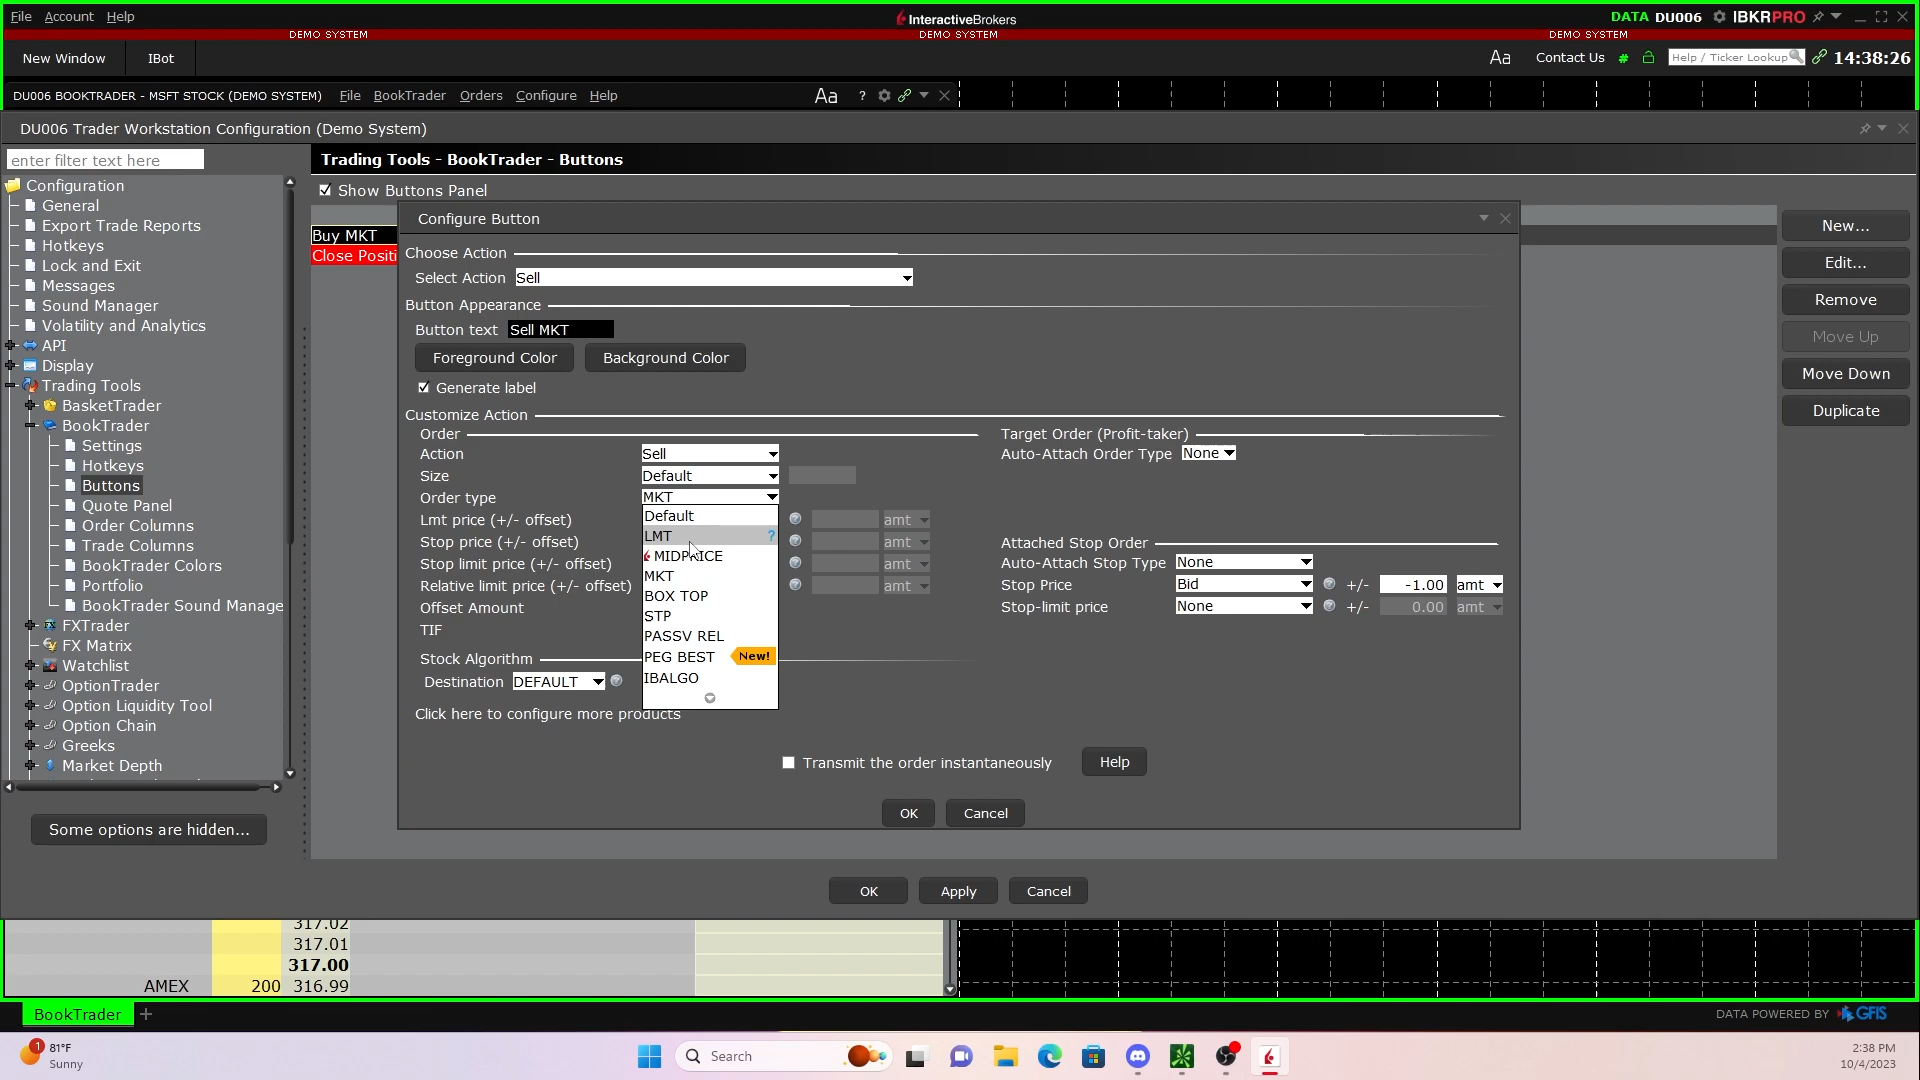 File Account Help
InteractiveBrokers
DATA DU006 IBKRPRO
DEMO SYSTEM DEMO SYSTEM DEMO SYSTEM
New Window IBot
Aa Contact Us # Help / Ticker Lookup 14:38:26
DU006 BOOKTRADER - MSFT STOCK (DEMO SYSTEM) File BookTrader Orders Configure Help Aa ?
DU006 Trader Workstation Configuration (Demo System)
enter filter text here
Trading Tools - BookTrader - Buttons
Configuration
General
Export Trade Reports
Hotkeys
Lock and Exit
Messages
Sound Manager
Volatility and Analytics
API
Display
Trading Tools
BasketTrader
BookTrader
Settings
Hotkeys
Buttons
Quote Panel
Order Columns
Trade Columns
BookTrader Colors
Portfolio
BookTrader Sound Manage
FXTrader
FX Matrix
Watchlist
OptionTrader
Option Liquidity Tool
Option Chain
Greeks
Market Depth
Some options are hidden...
Show Buttons Panel
Buy MKT
Close Positi
Configure Button
Choose Action
Select Action Sell
Button Appearance
Button text Sell MKT
Foreground Color Background Color
Generate label
Customize Action
Order
Action Sell
Size Default
Order type MKT
Lmt price (+/- offset) amt
Stop price (+/- offset) amt
Stop limit price (+/- offset) amt
Relative limit price (+/- offset) amt
Offset Amount
TIF
Default
LMT ?
MIDPRICE
MKT
BOX TOP
STP
PASSV REL
PEG BEST New!
IBALGO
Stock Algorithm
Destination DEFAULT
Click here to configure more products
Target Order (Profit-taker)
Auto-Attach Order Type None
Attached Stop Order
Auto-Attach Stop Type None
Stop Price Bid +/- -1.00 amt
Stop-limit price None +/- 0.00 amt
Transmit the order instantaneously Help
OK Cancel
New...
Edit...
Remove
Move Up
Move Down
Duplicate
OK Apply Cancel
317.02
317.01
317.00
AMEX 200 316.99
BookTrader +
DATA POWERED BY GFIS
1 81°F
Sunny
Search
2:38 PM
10/4/2023